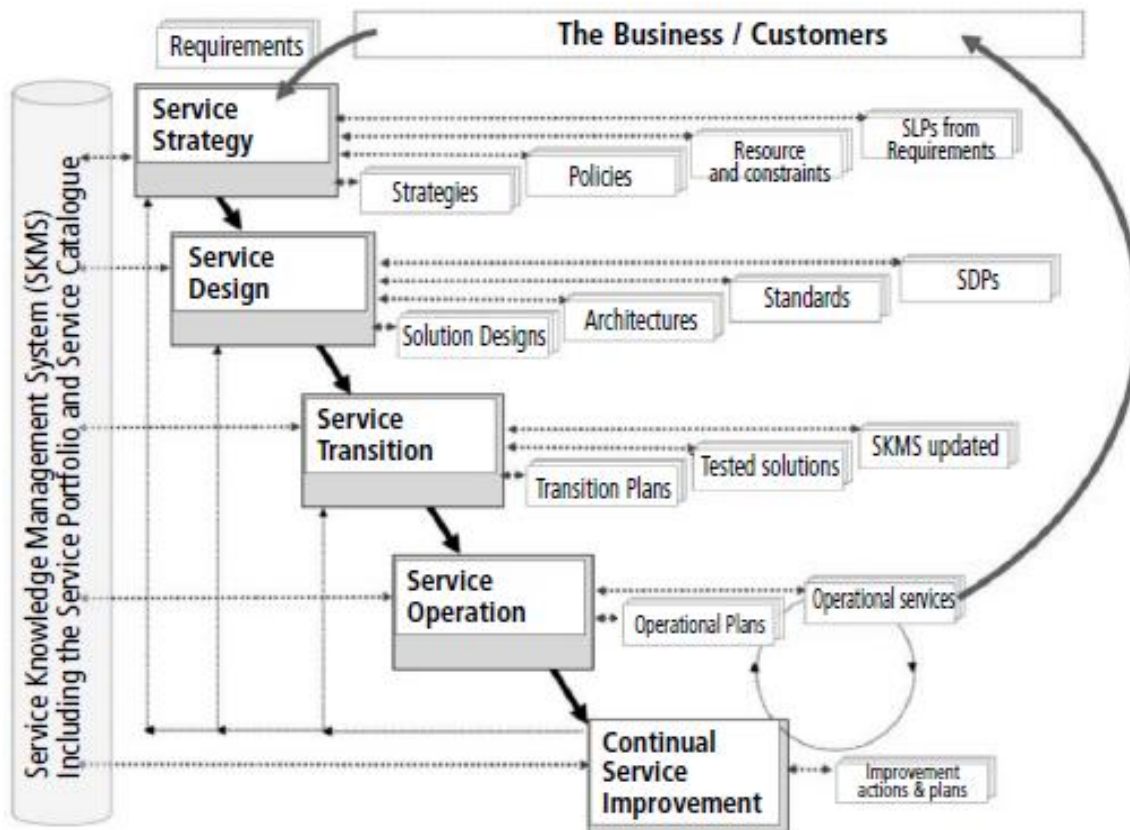 Requirements
The Business / Customers
Service
Strategy
SLPs from
Requirements
Resource
and constraints
Policies
Strategies
Service
Design
SDPs
Standards
Architectures
Solution Designs
Service
Transition
SKMS updated
Tested solutions
Transition Plans
Service
Operation
Operational services
Operational Plans
Continual
Service
Improvement
Improvement
actions & plans
Service Knowledge Management System (SKMS)
Including the Service Portfolio and Service Catalogue